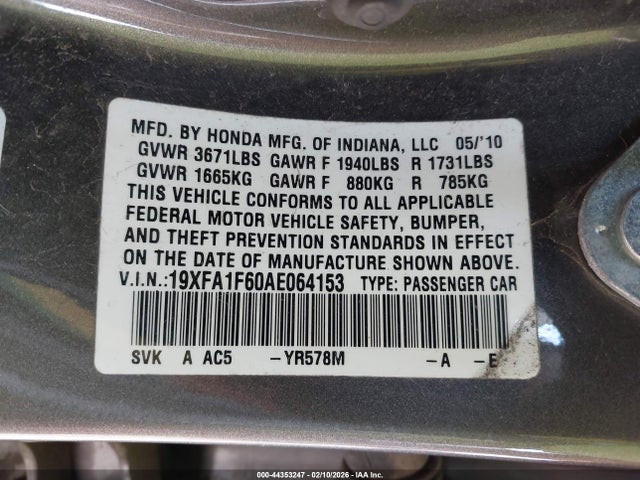 MFD. BY HONDA MFG. OF INDIANA, LLC 05/'10
GVWR 3671LBS GAWR F 1940LBS R 1731LBS
GVWR 1665KG GAWR F 880KG R 785KG
THIS VEHICLE CONFORMS TO ALL APPLICABLE
FEDERAL MOTOR VEHICLE SAFETY, BUMPER,
AND THEFT PREVENTION STANDARDS IN EFFECT
ON THE DATE OF MANUFACTURE SHOWN ABOVE.
V.I.N.:19XFA1F60AE064153 TYPE: PASSENGER CAR
SVK A AC5 -YR578M -A -E
000-44353247 - 02/10/2026 - IAA Inc.